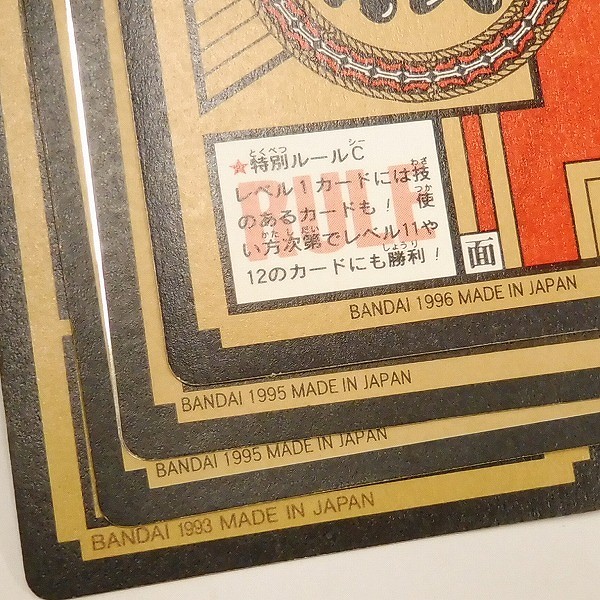 ★特別ルールC
レベル1カードには技
のあるカードも！使
い方次第でレベル11や
12のカードにも勝利！
面
BANDAI 1996 MADE IN JAPAN
BANDAI 1995 MADE IN JAPAN
BANDAI 1995 MADE IN JAPAN
BANDAI 1993 MADE IN JAPAN